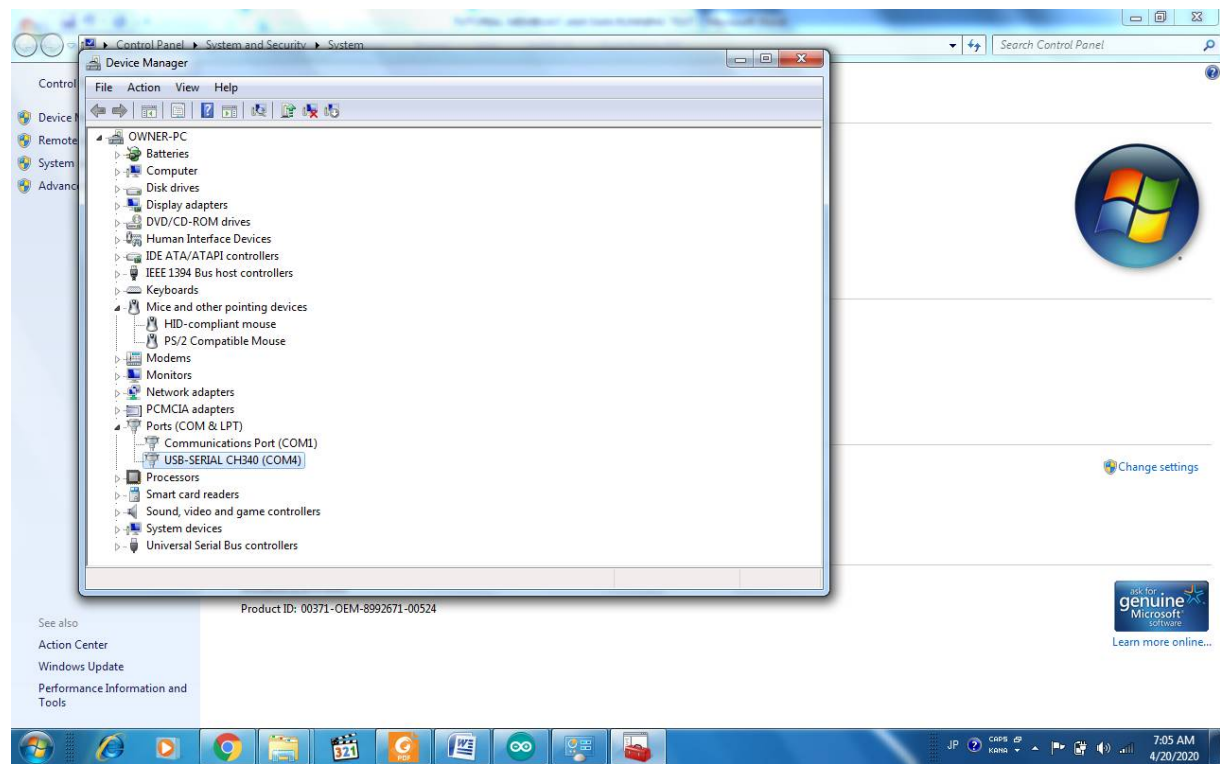 Control Panel ▸ System and Security ▸ System
Search Control Panel
Device Manager
File Action View Help
OWNER-PC
Batteries
Computer
Disk drives
Display adapters
DVD/CD-ROM drives
Human Interface Devices
IDE ATA/ATAPI controllers
IEEE 1394 Bus host controllers
Keyboards
Mice and other pointing devices
HID-compliant mouse
PS/2 Compatible Mouse
Modems
Monitors
Network adapters
PCMCIA adapters
Ports (COM & LPT)
Communications Port (COM1)
USB-SERIAL CH340 (COM4)
Processors
Smart card readers
Sound, video and game controllers
System devices
Universal Serial Bus controllers
Control
Device
Remote
System
Advanc
Change settings
Product ID: 00371-OEM-8992671-00524
ask for
genuine
Microsoft
software
Learn more online...
See also
Action Center
Windows Update
Performance Information and
Tools
321
PDF
JP
CAPS
KANA
7:05 AM
4/20/2020